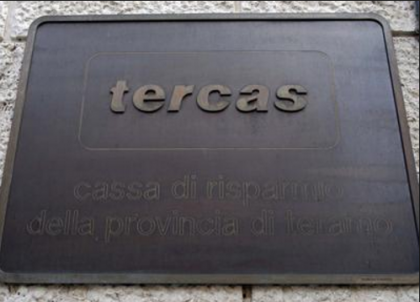 tercas
cassa di risparmio
della provincia di teramo